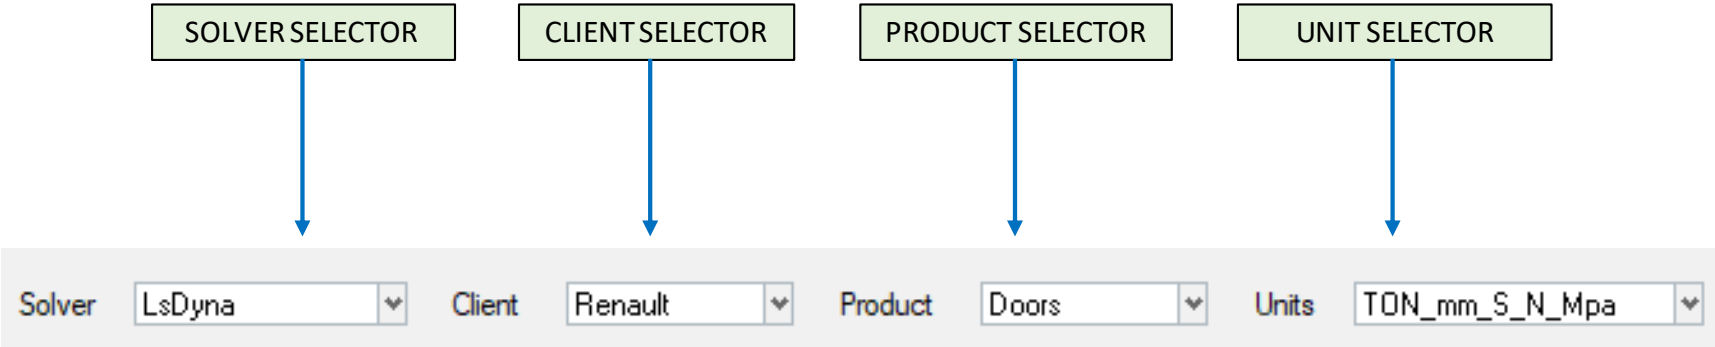 SOLVER SELECTOR CLIENT SELECTOR PRODUCT SELECTOR UNIT SELECTOR
Solver LsDyna Client Renault Product Doors Units TON_mm_S_N_Mpa